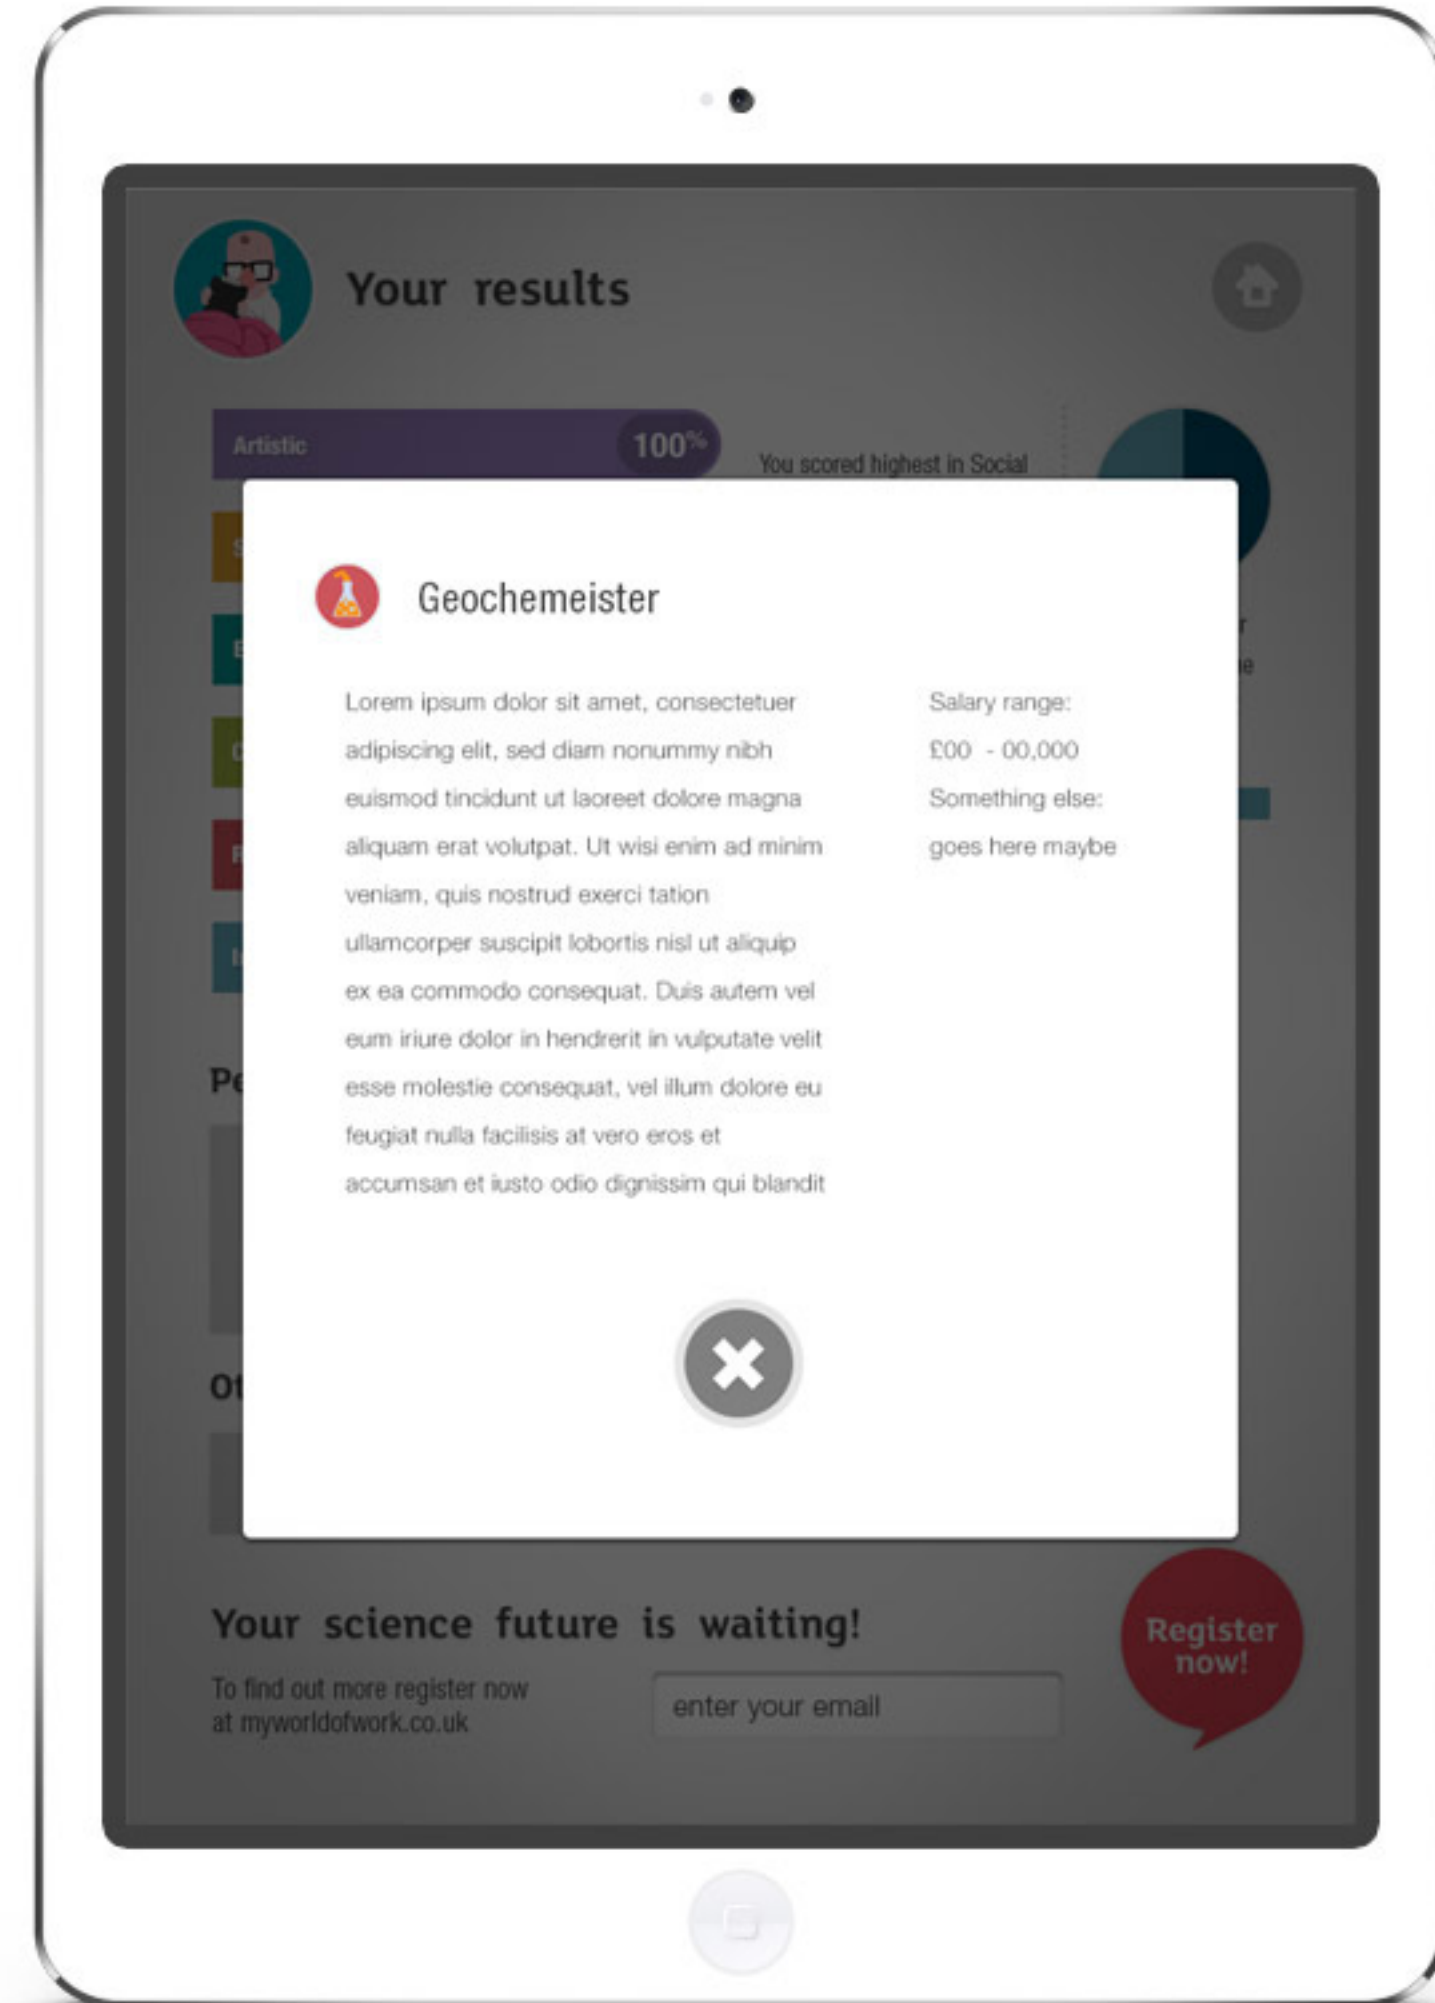 Your results
Artistic
100%
You scored highest in Social
Geochemeister
Lorem ipsum dolor sit amet, consectetuer
adipiscing elit, sed diam nonummy nibh
euismod tincidunt ut laoreet dolore magna
aliquam erat volutpat. Ut wisi enim ad minim
veniam, quis nostrud exerci tation
ullamcorper suscipit lobortis nisl ut aliquip
ex ea commodo consequat. Duis autem vel
eum iriure dolor in hendrerit in vulputate velit
esse molestie consequat, vel illum dolore eu
feugiat nulla facilisis at vero eros et
accumsan et iusto odio dignissim qui blandit
Salary range:
£00 - 00,000
Something else:
goes here maybe
Your science future is waiting!
To find out more register now
at myworldofwork.co.uk
enter your email
Register
now!